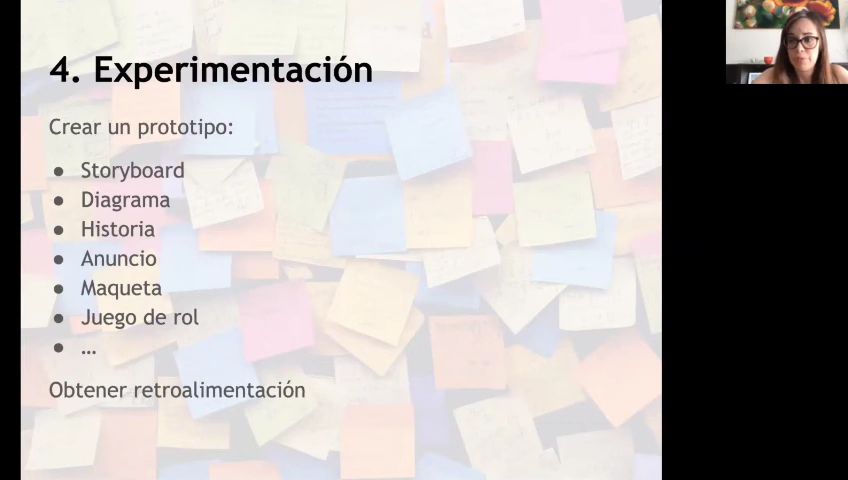 4. Experimentación
Crear un prototipo:
● Storyboard
● Diagrama
● Historia
● Anuncio
● Maqueta
● Juego de rol
● …
Obtener retroalimentación